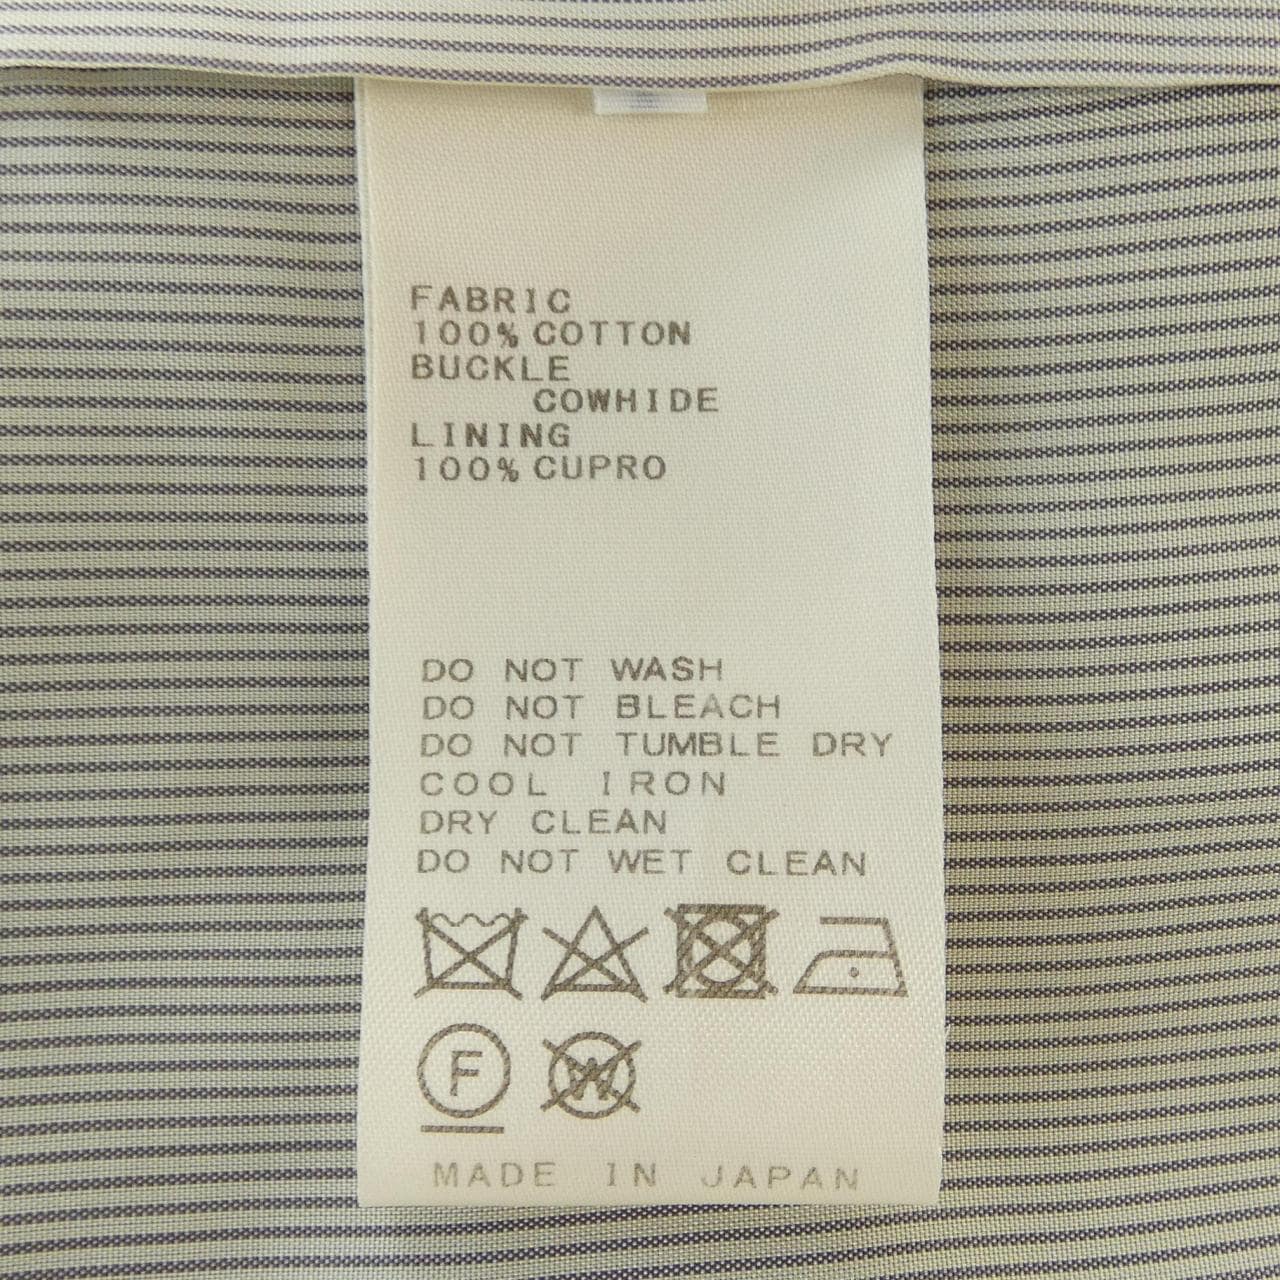 FABRIC
100% COTTON
BUCKLE
COWHIDE
LINING
100% CUPRO
DO NOT WASH
DO NOT BLEACH
DO NOT TUMBLE DRY
COOL IRON
DRY CLEAN
DO NOT WET CLEAN
F W
MADE IN JAPAN